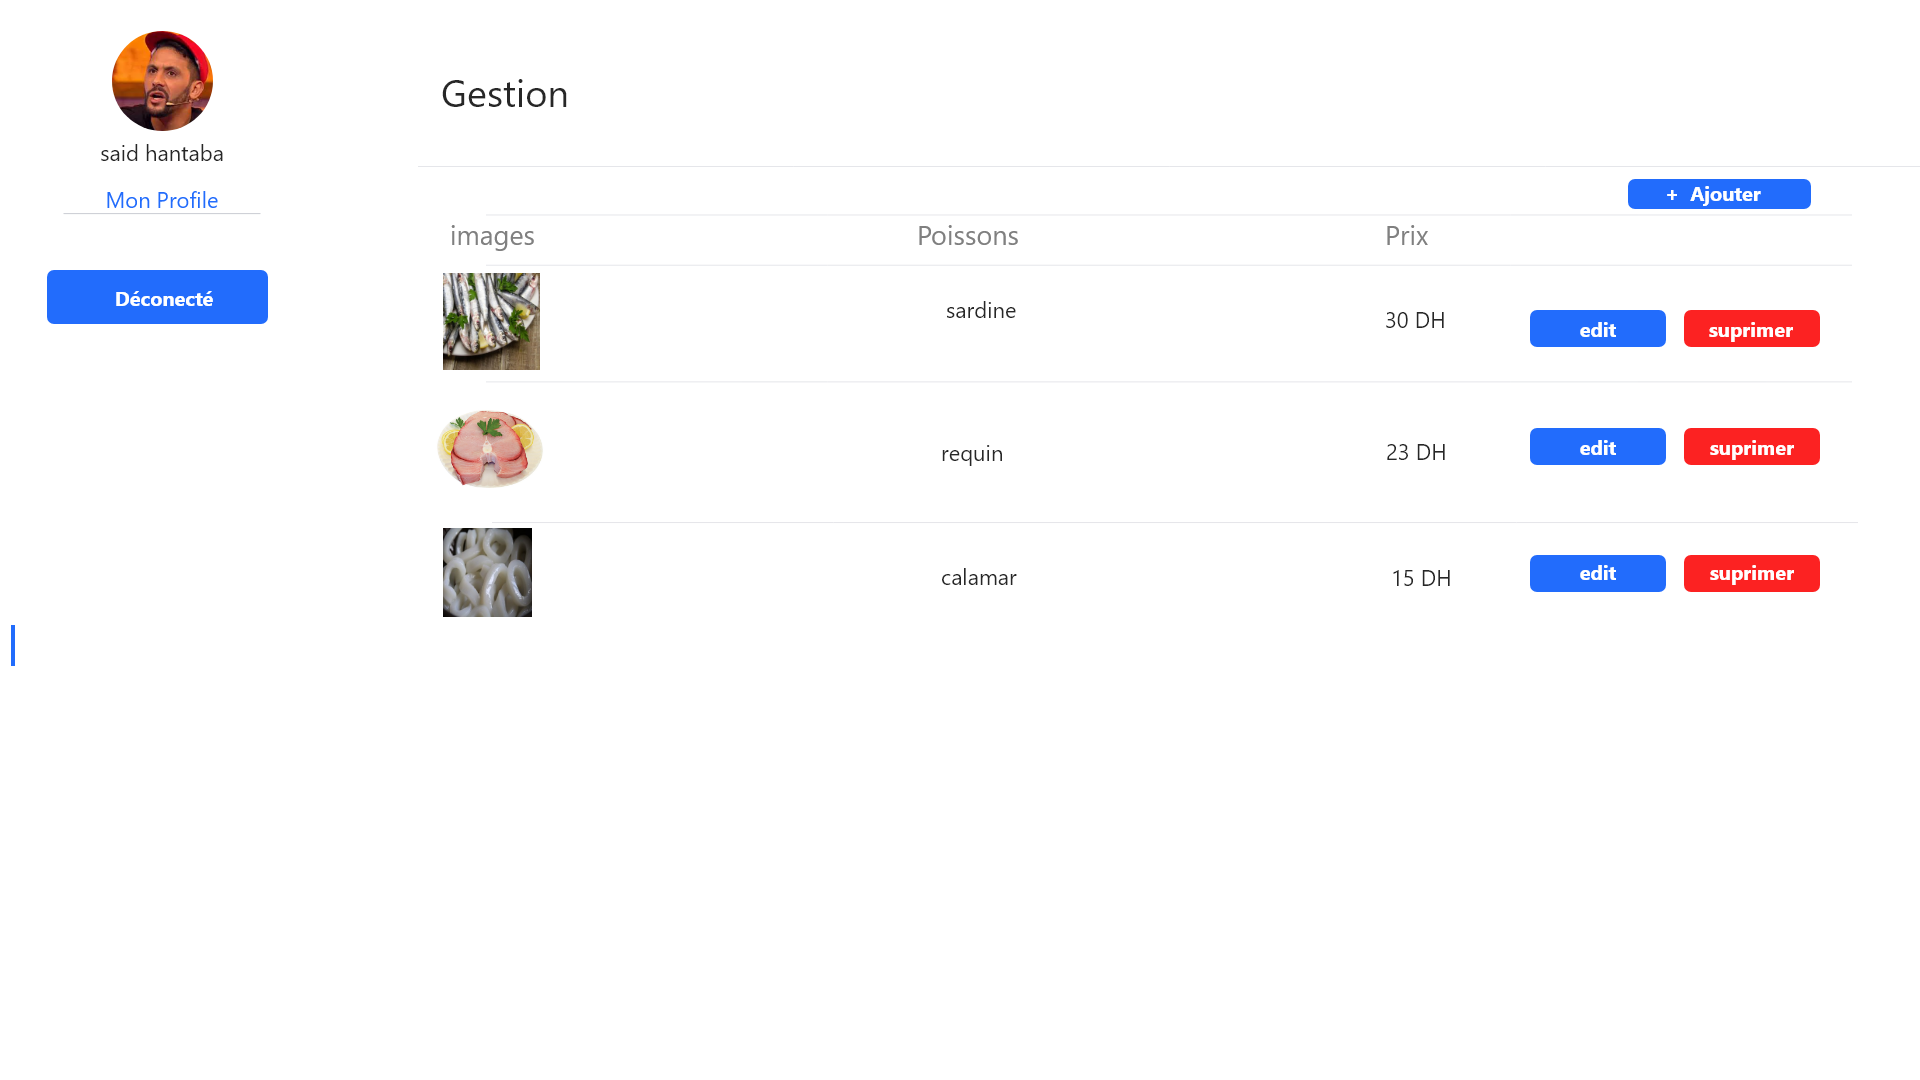 said hantaba
Mon Profile
Déconecté
Gestion
+ Ajouter
images Poissons Prix
sardine 30 DH edit suprimer
requin 23 DH edit suprimer
calamar 15 DH edit suprimer